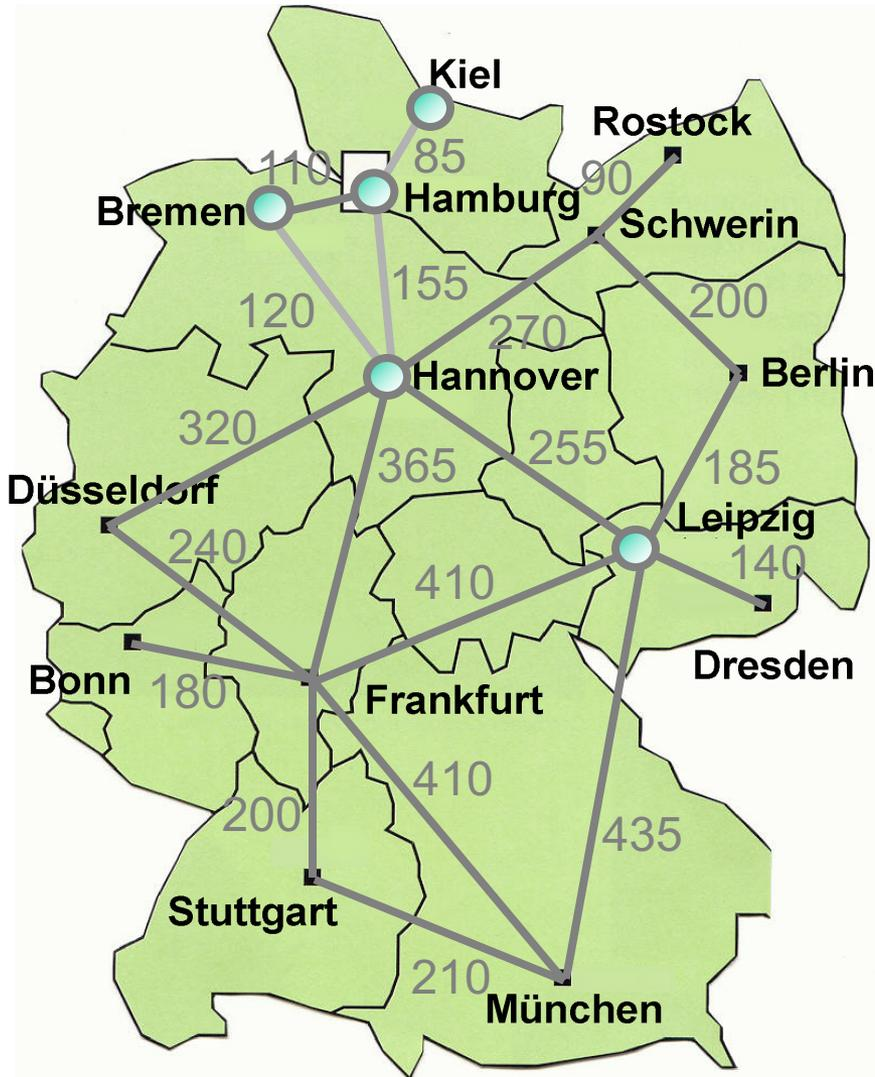 Kiel
Rostock
110
85
90
Bremen
Hamburg
Schwerin
155
200
120
270
Hannover
Berlin
320
365
255
185
Düsseldorf
Leipzig
240
410
140
Bonn
180
Frankfurt
Dresden
410
200
435
Stuttgart
210
München